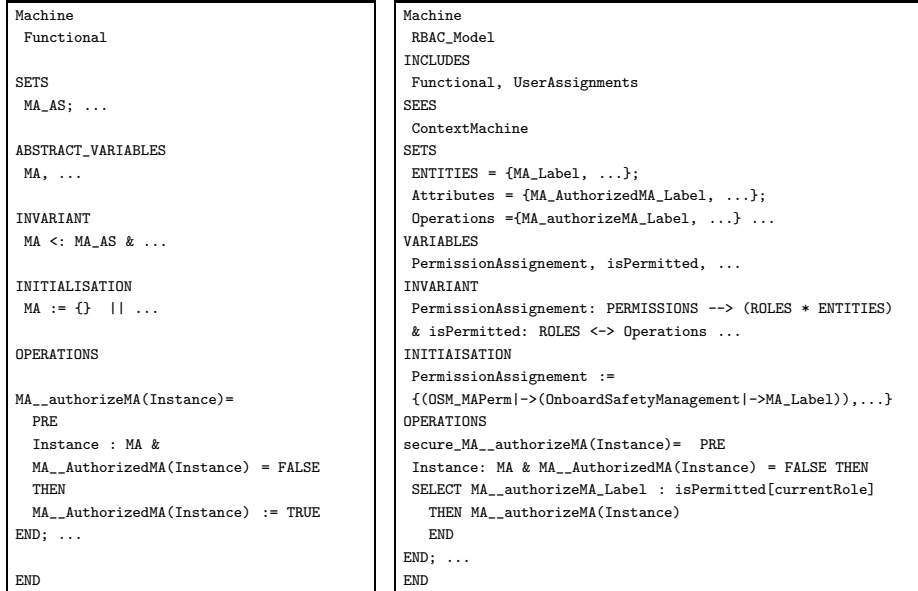 Machine
Functional
SETS
MA_AS; ...
ABSTRACT_VARIABLES
MA, ...
INVARIANT
MA <: MA_AS & ...
INITIALISATION
MA := {} || ...
OPERATIONS
MA__authorizeMA(Instance)=
PRE
Instance : MA &
MA__AuthorizedMA(Instance) = FALSE
THEN
MA__AuthorizedMA(Instance) := TRUE
END; ...
END
Machine
RBAC_Model
INCLUDES
Functional, UserAssignments
SEES
ContextMachine
SETS
ENTITIES = {MA_Label, ...};
Attributes = {MA_AuthorizedMA_Label, ...};
Operations ={MA_authorizeMA_Label, ...} ...
VARIABLES
PermissionAssignement, isPermitted, ...
INVARIANT
PermissionAssignement: PERMISSIONS --> (ROLES * ENTITIES)
& isPermitted: ROLES <-> Operations ...
INITIAISATION
PermissionAssignement :=
{(OSM_MAPerm|->(OnboardSafetyManagement|->MA_Label)),...}
OPERATIONS
secure_MA__authorizeMA(Instance)= PRE
Instance: MA & MA__AuthorizedMA(Instance) = FALSE THEN
SELECT MA__authorizeMA_Label : isPermitted[currentRole]
THEN MA__authorizeMA(Instance)
END
END; ...
END